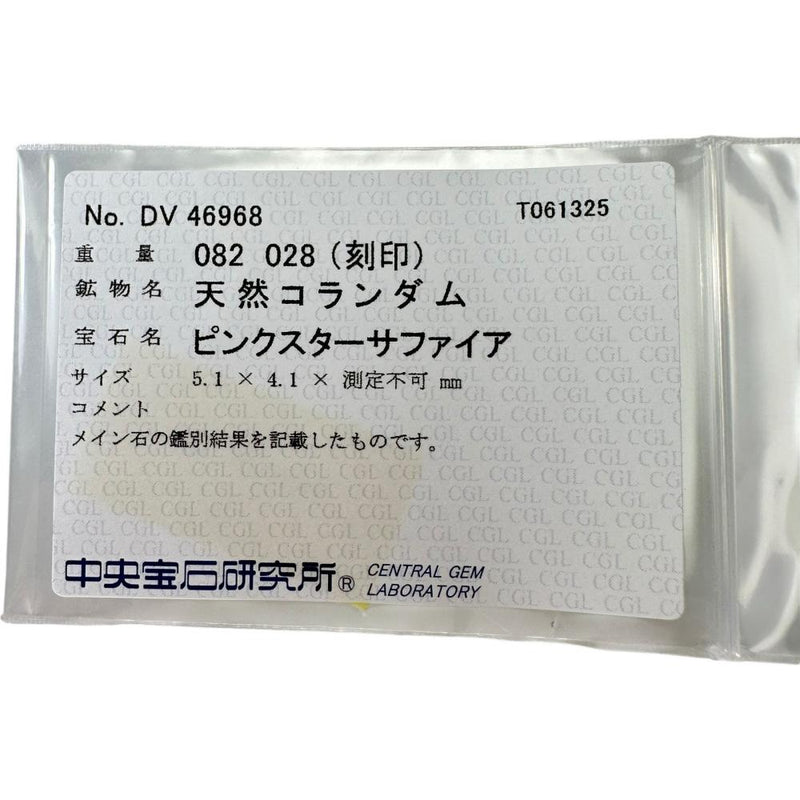 No. DV 46968 T061325
重量 082 028 (刻印)
鉱物名 天然コランダム
宝石名 ピンクスターサファイア
サイズ 5.1 × 4.1 × 測定不可 mm
コメント
メイン石の鑑別結果を記載したものです。
中央宝石研究所® CENTRAL GEM
LABORATORY